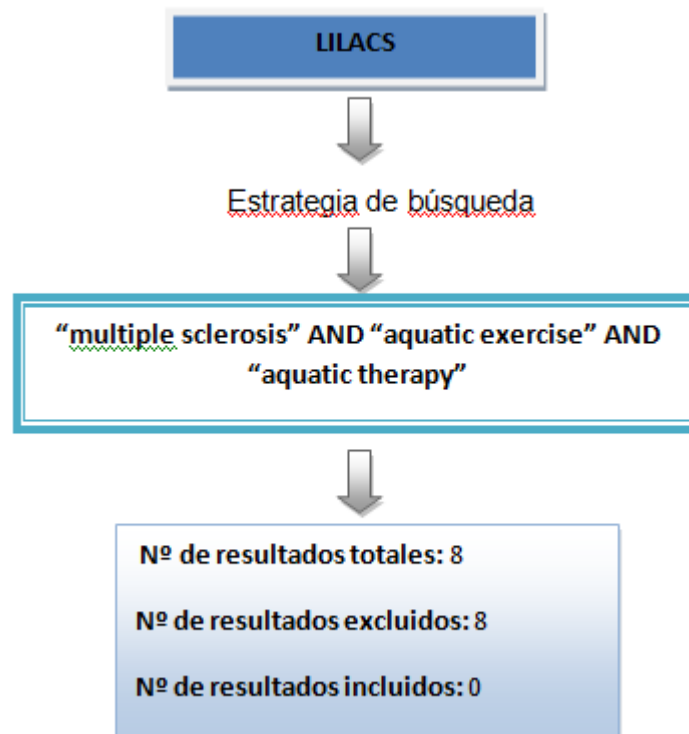 LILACS
Estrategia de búsqueda
“multiple sclerosis” AND “aquatic exercise” AND
“aquatic therapy”
Nº de resultados totales: 8
Nº de resultados excluidos: 8
Nº de resultados incluidos: 0